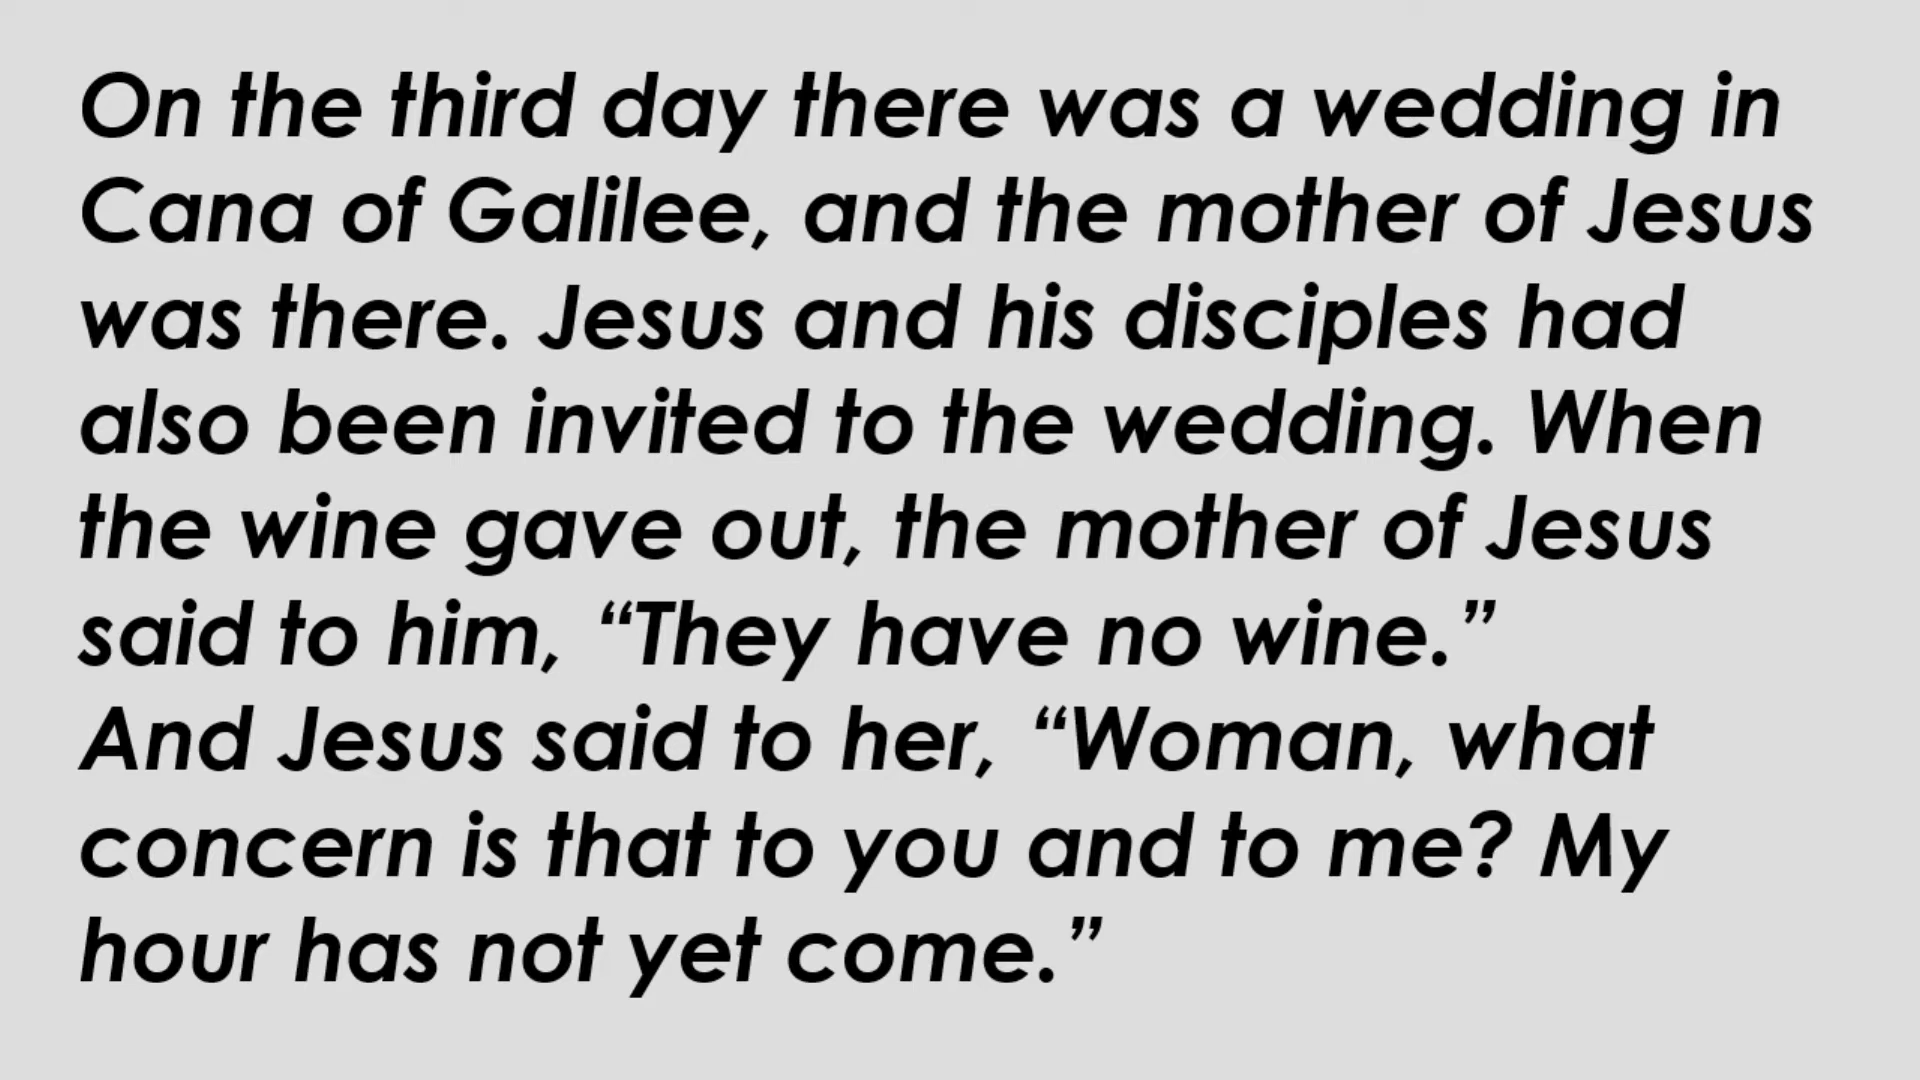 On the third day there was a wedding in
Cana of Galilee, and the mother of Jesus
was there. Jesus and his disciples had
also been invited to the wedding. When
the wine gave out, the mother of Jesus
said to him, “They have no wine.”
And Jesus said to her, “Woman, what
concern is that to you and to me? My
hour has not yet come.”